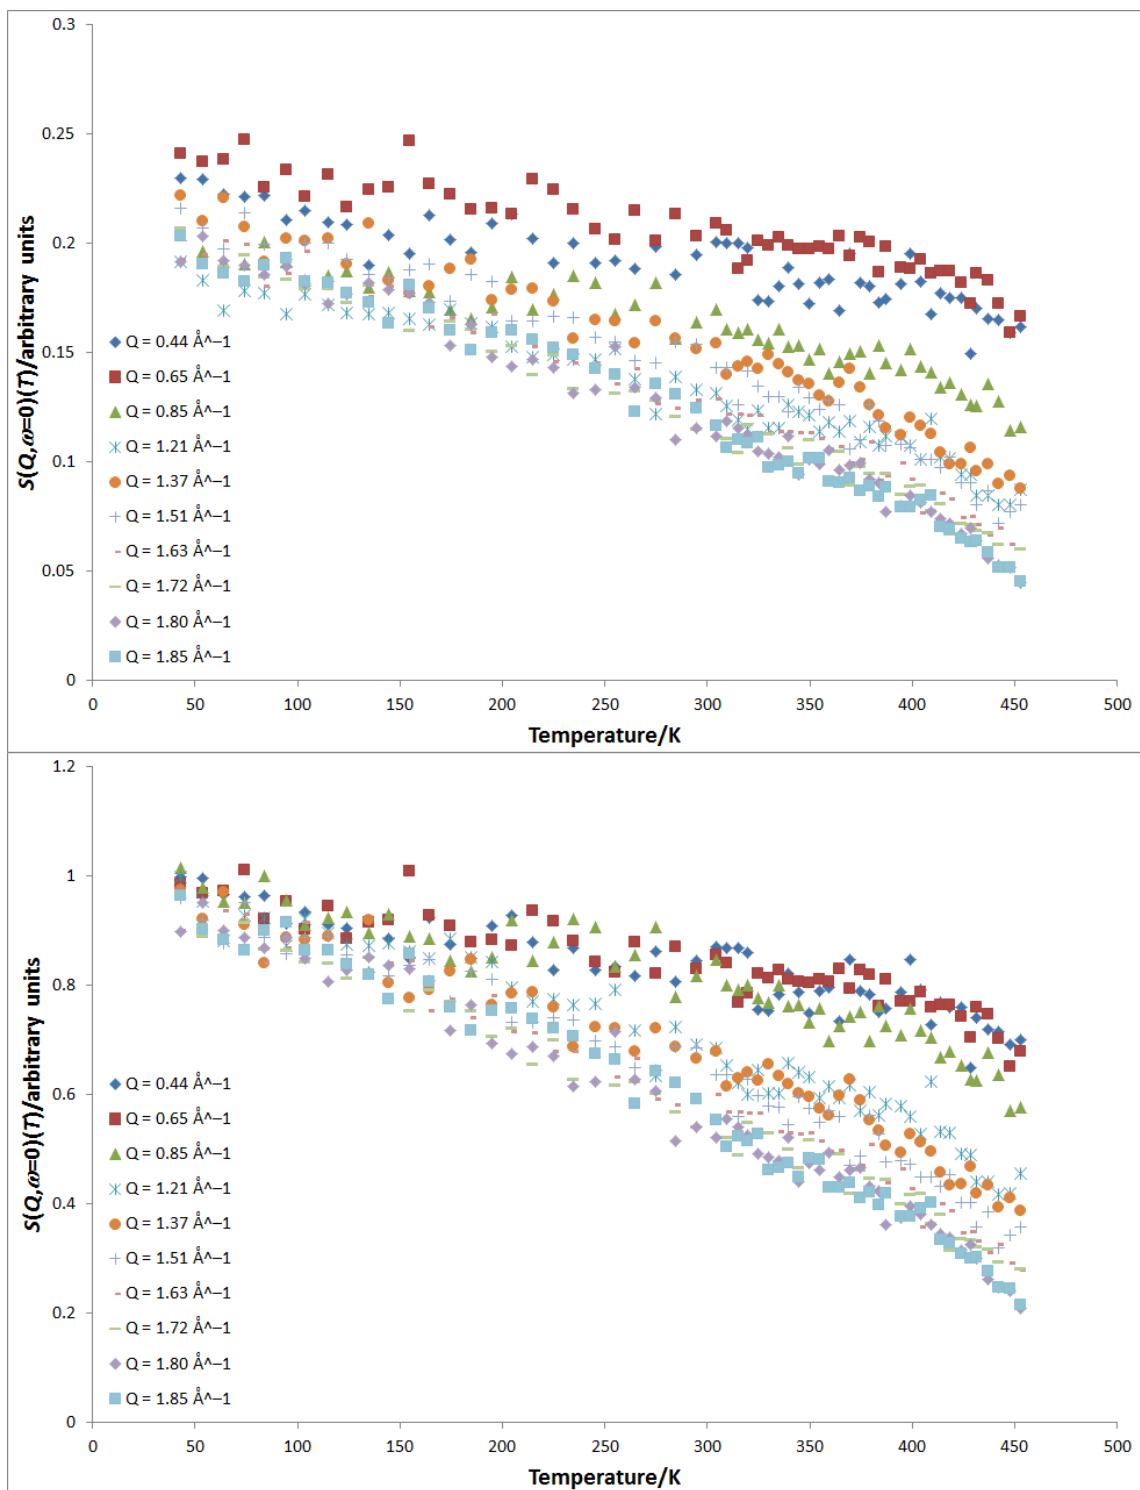 0.3
0.25
0.2
0.15
0.1
0.05
0
S(Q,ω=0)(T)/arbitrary units
Q = 0.44 Å^−1
Q = 0.65 Å^−1
Q = 0.85 Å^−1
Q = 1.21 Å^−1
Q = 1.37 Å^−1
Q = 1.51 Å^−1
Q = 1.63 Å^−1
Q = 1.72 Å^−1
Q = 1.80 Å^−1
Q = 1.85 Å^−1
0 50 100 150 200 250 300 350 400 450 500
Temperature/K
1.2
1
0.8
0.6
0.4
0.2
0
S(Q,ω=0)(T)/arbitrary units
Q = 0.44 Å^−1
Q = 0.65 Å^−1
Q = 0.85 Å^−1
Q = 1.21 Å^−1
Q = 1.37 Å^−1
Q = 1.51 Å^−1
Q = 1.63 Å^−1
Q = 1.72 Å^−1
Q = 1.80 Å^−1
Q = 1.85 Å^−1
0 50 100 150 200 250 300 350 400 450 500
Temperature/K